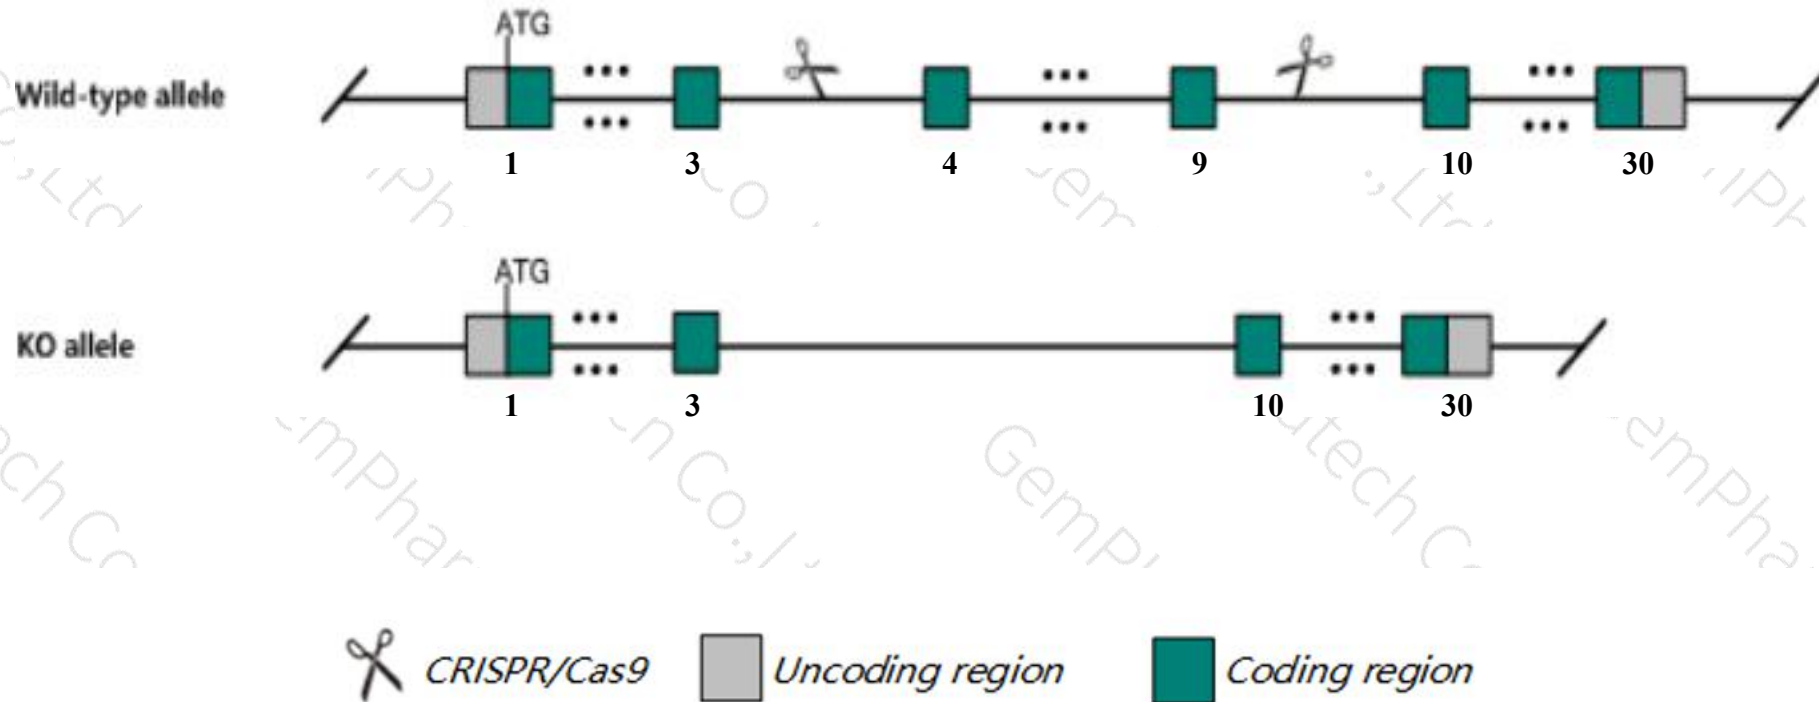 ATG
Wild-type allele
1 3 4 9 10 30
ATG
KO allele
1 3 10 30
GemPh
CRISPR/Cas9 Uncoding region Coding region